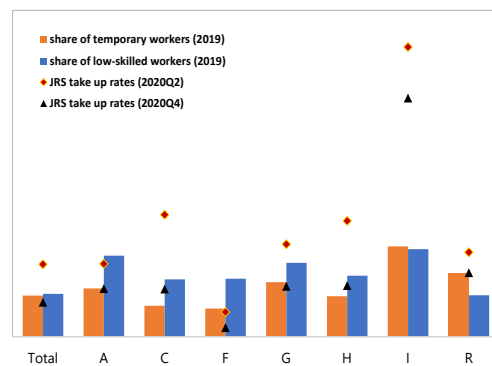 share of temporary workers (2019)
share of low-skilled workers (2019)
JRS take up rates (2020Q2)
JRS take up rates (2020Q4)
Total A C F G H I R